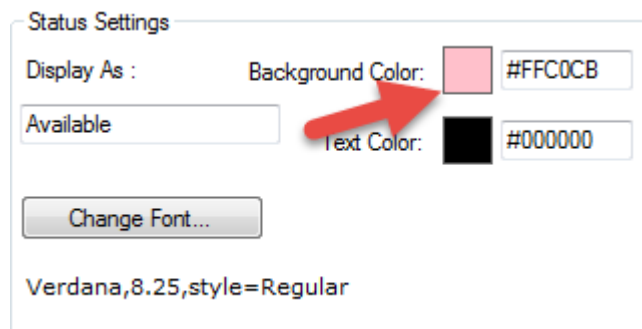 Status Settings
Display As : Background Color: #FFC0CB
Available
Text Color: #000000
Change Font...
Verdana,8.25,style=Regular